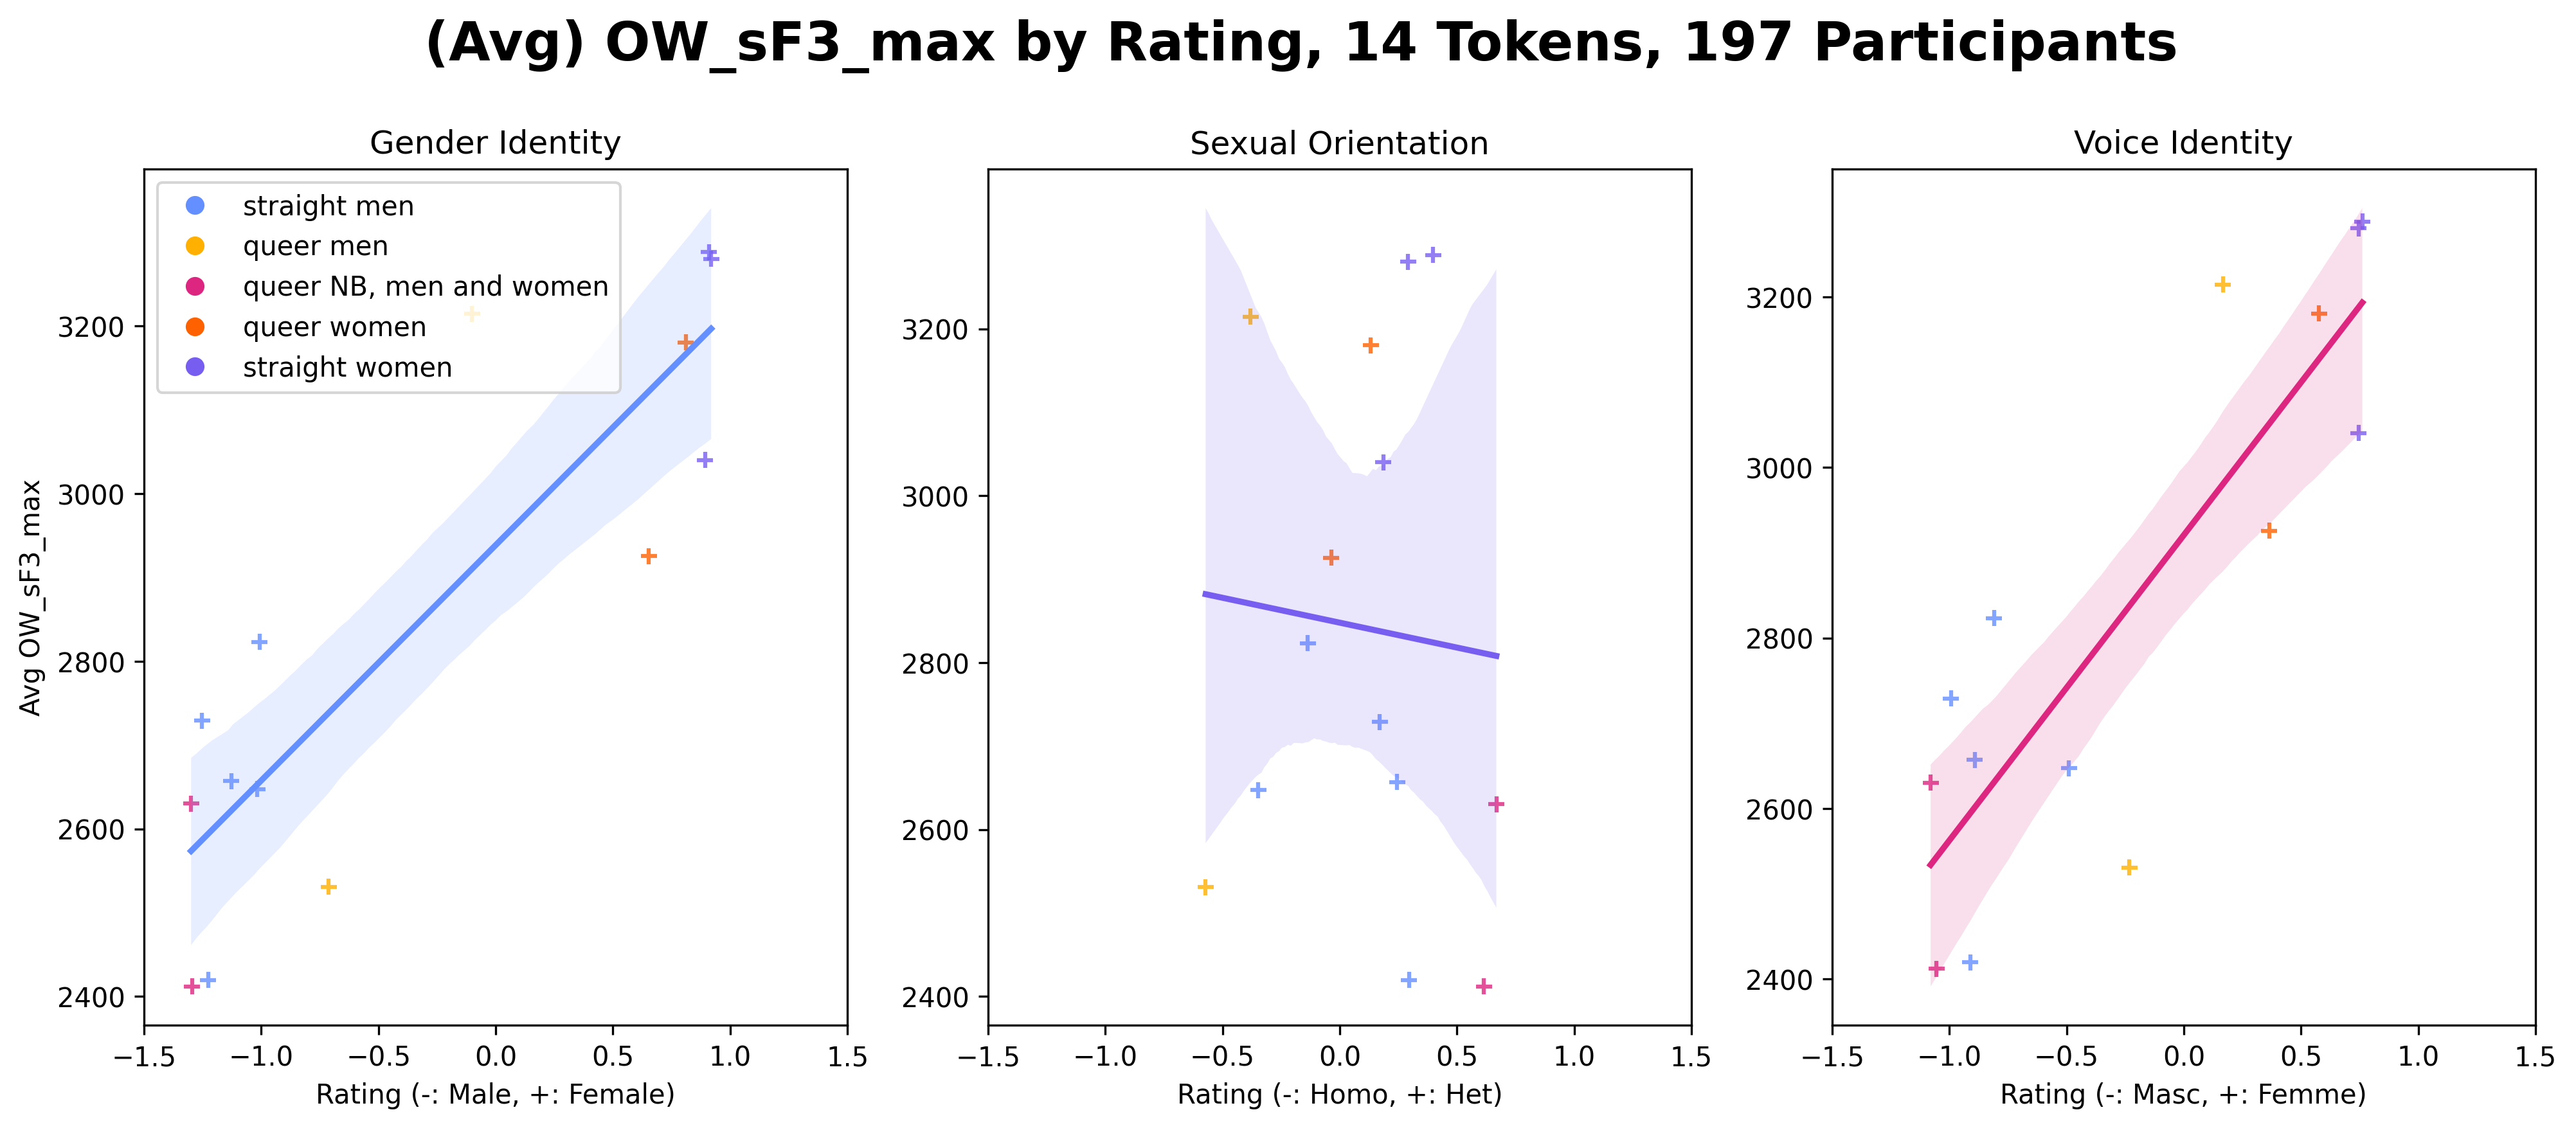 (Avg) OW_sF3_max by Rating, 14 Tokens, 197 Participants
Gender Identity
straight men
queer men
queer NB, men and women
queer women
straight women
Avg OW_sF3_max
3200
3000
2800
2600
2400
−1.5 −1.0 −0.5 0.0 0.5 1.0 1.5
Rating (-: Male, +: Female)
Sexual Orientation
3200
3000
2800
2600
2400
−1.5 −1.0 −0.5 0.0 0.5 1.0 1.5
Rating (-: Homo, +: Het)
Voice Identity
3200
3000
2800
2600
2400
−1.5 −1.0 −0.5 0.0 0.5 1.0 1.5
Rating (-: Masc, +: Femme)